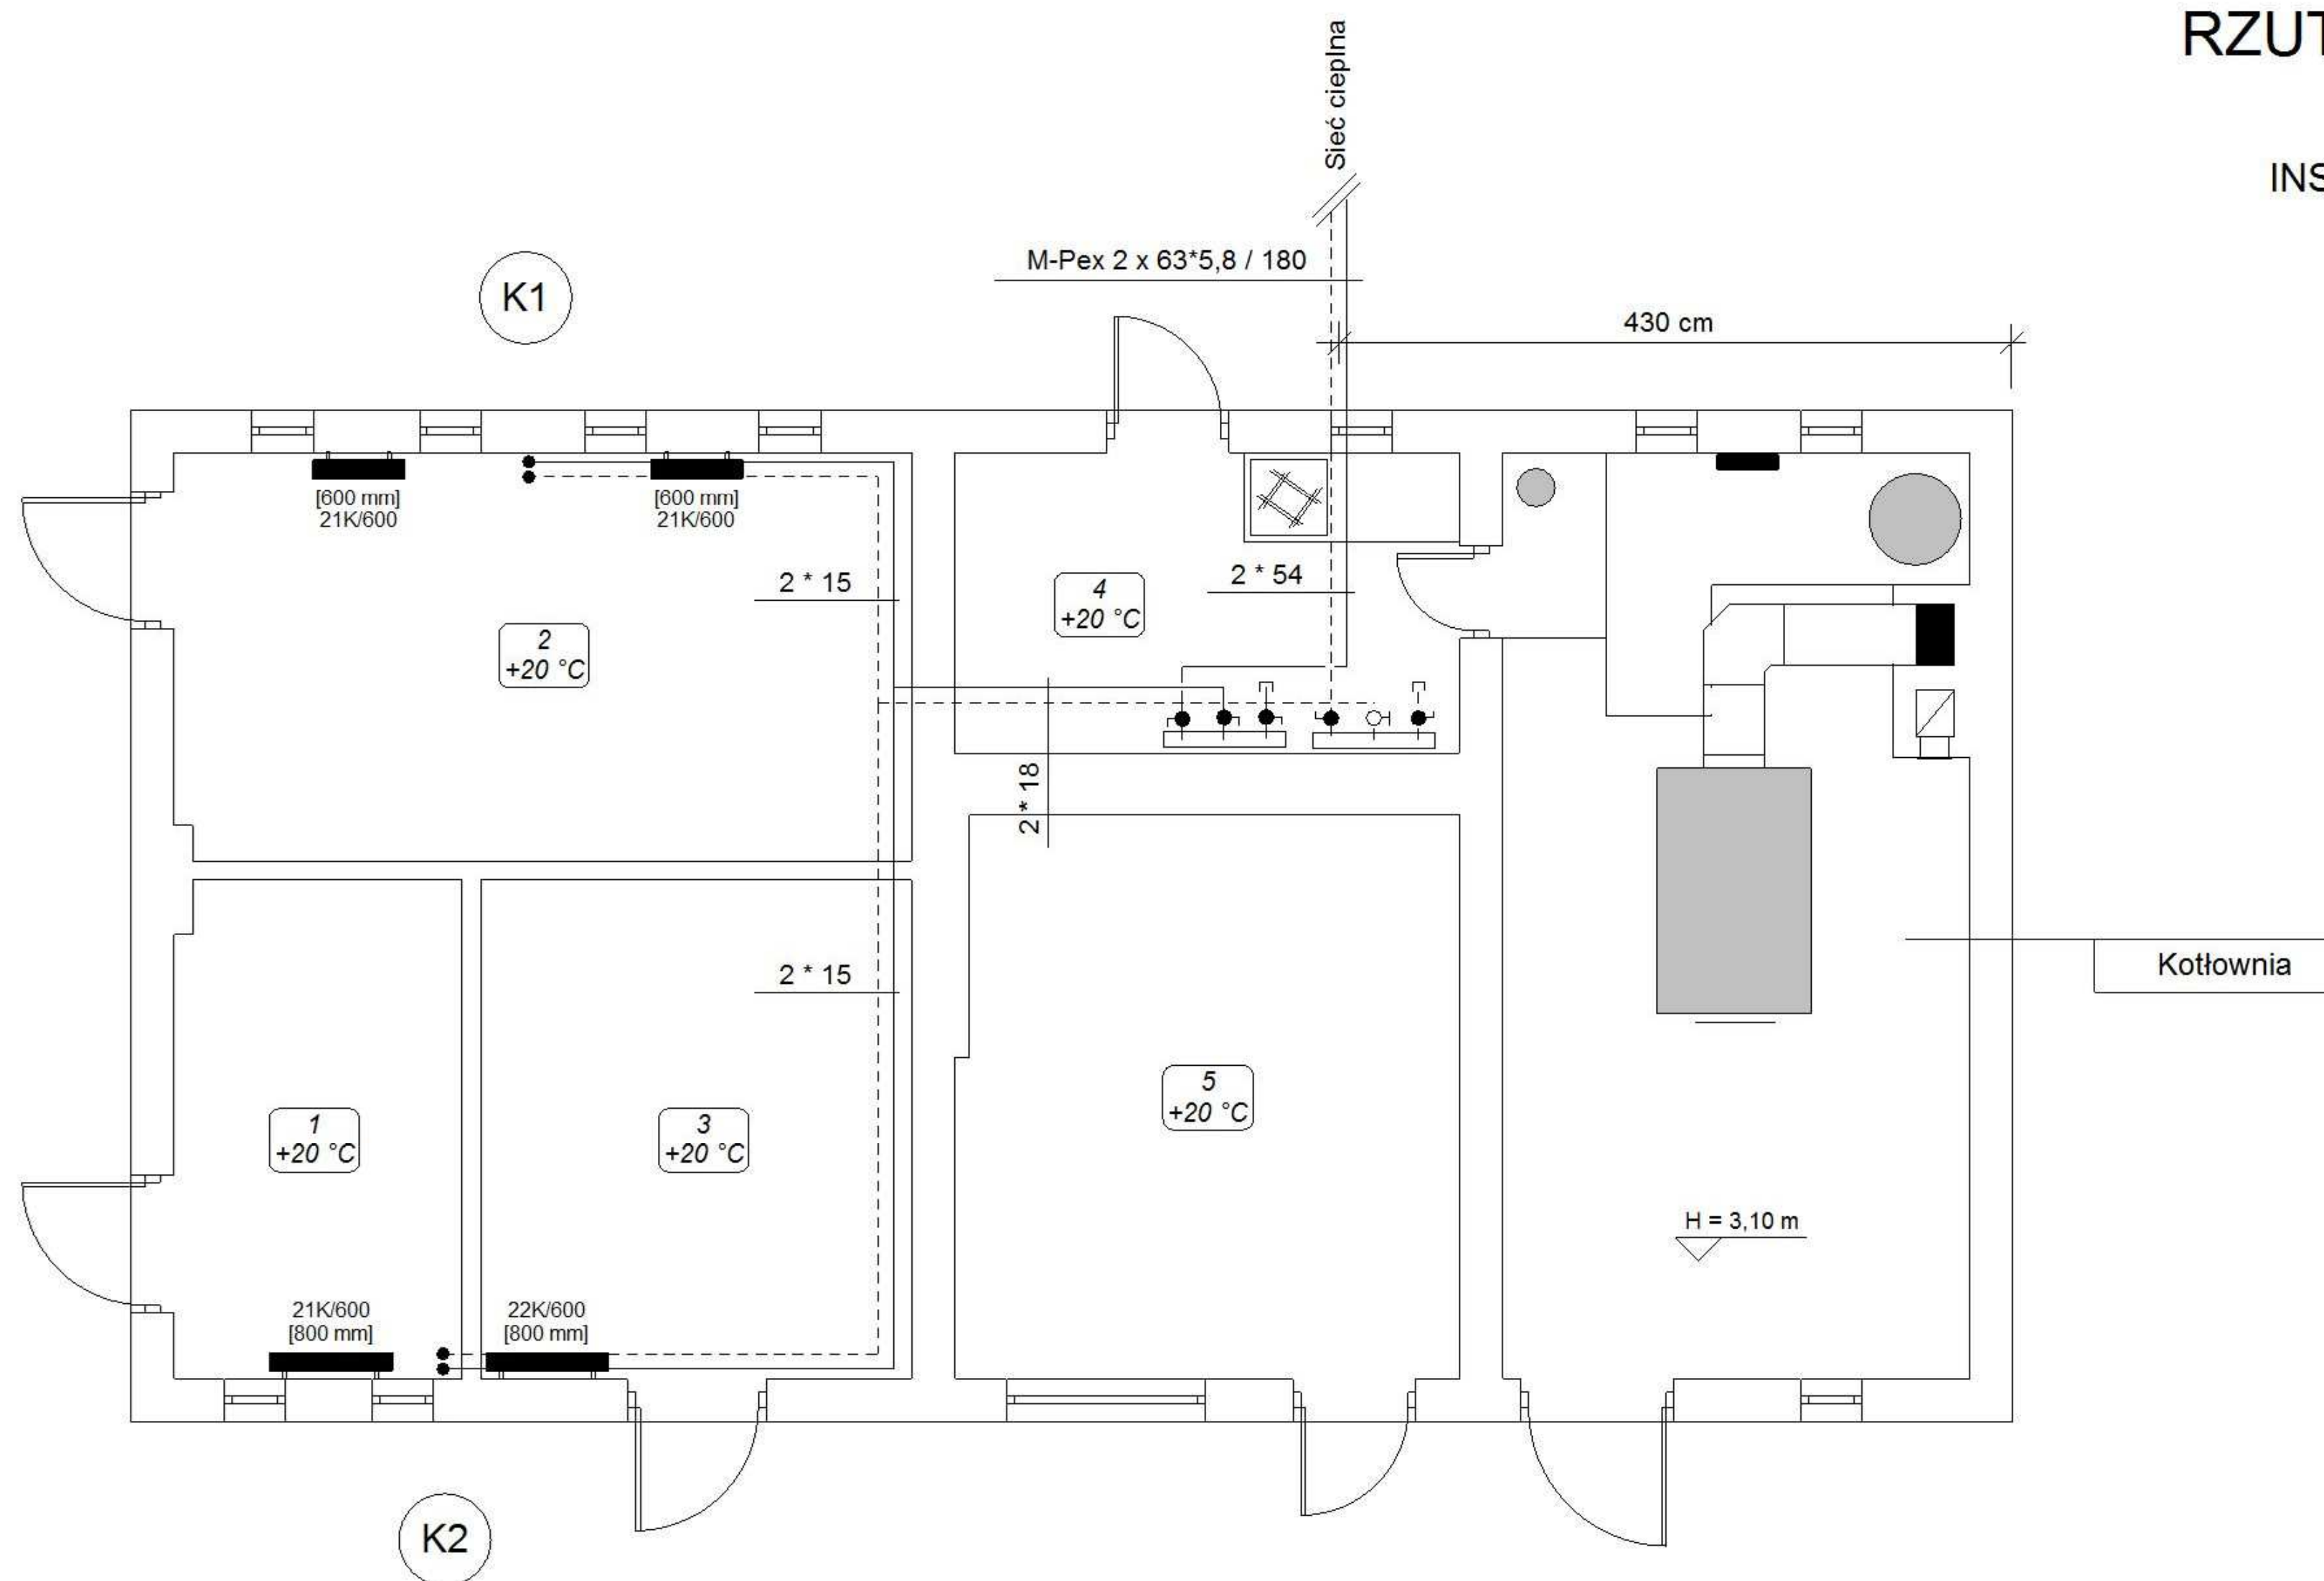 RZUT
INS
Sieć cieplna
M-Pex 2 x 63*5,8 / 180
430 cm
K1
[600 mm]
21K/600
[600 mm]
21K/600
2 * 15
2 * 54
4
+20 °C
2
+20 °C
2 * 18
2 * 15
Kotłownia
5
+20 °C
1
+20 °C
3
+20 °C
H = 3,10 m
21K/600
[800 mm]
22K/600
[800 mm]
K2